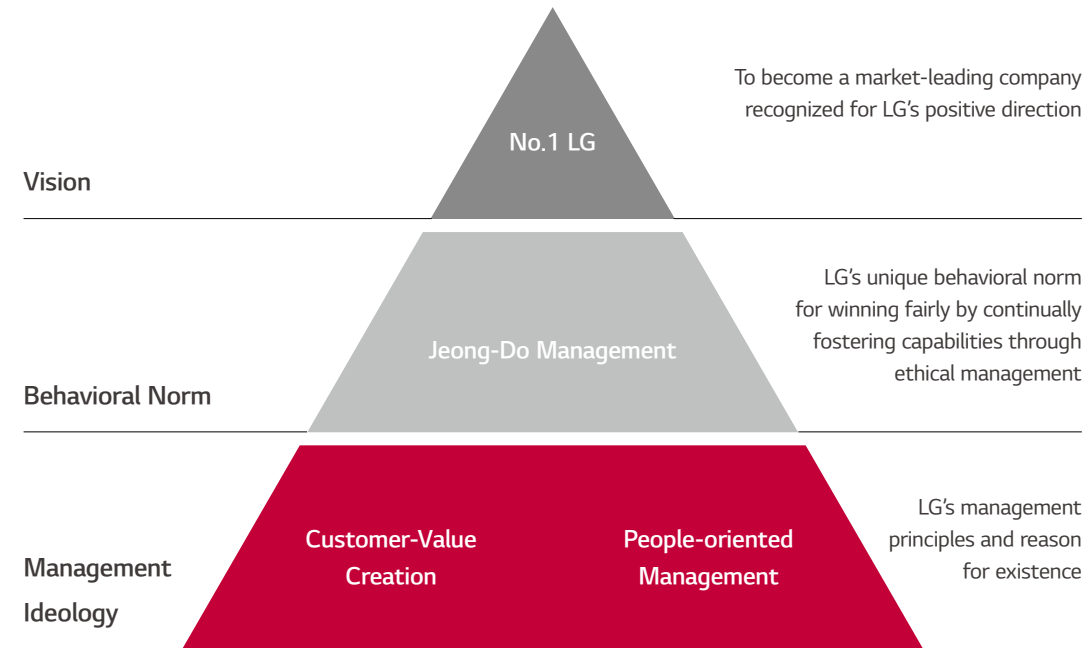 To become a market-leading company
recognized for LG's positive direction
No.1 LG
Vision
LG's unique behavioral norm
for winning fairly by continually
fostering capabilities through
ethical management
Jeong-Do Management
Behavioral Norm
LG's management
principles and reason
for existence
Customer-Value
Creation
People-oriented
Management
Management
Ideology